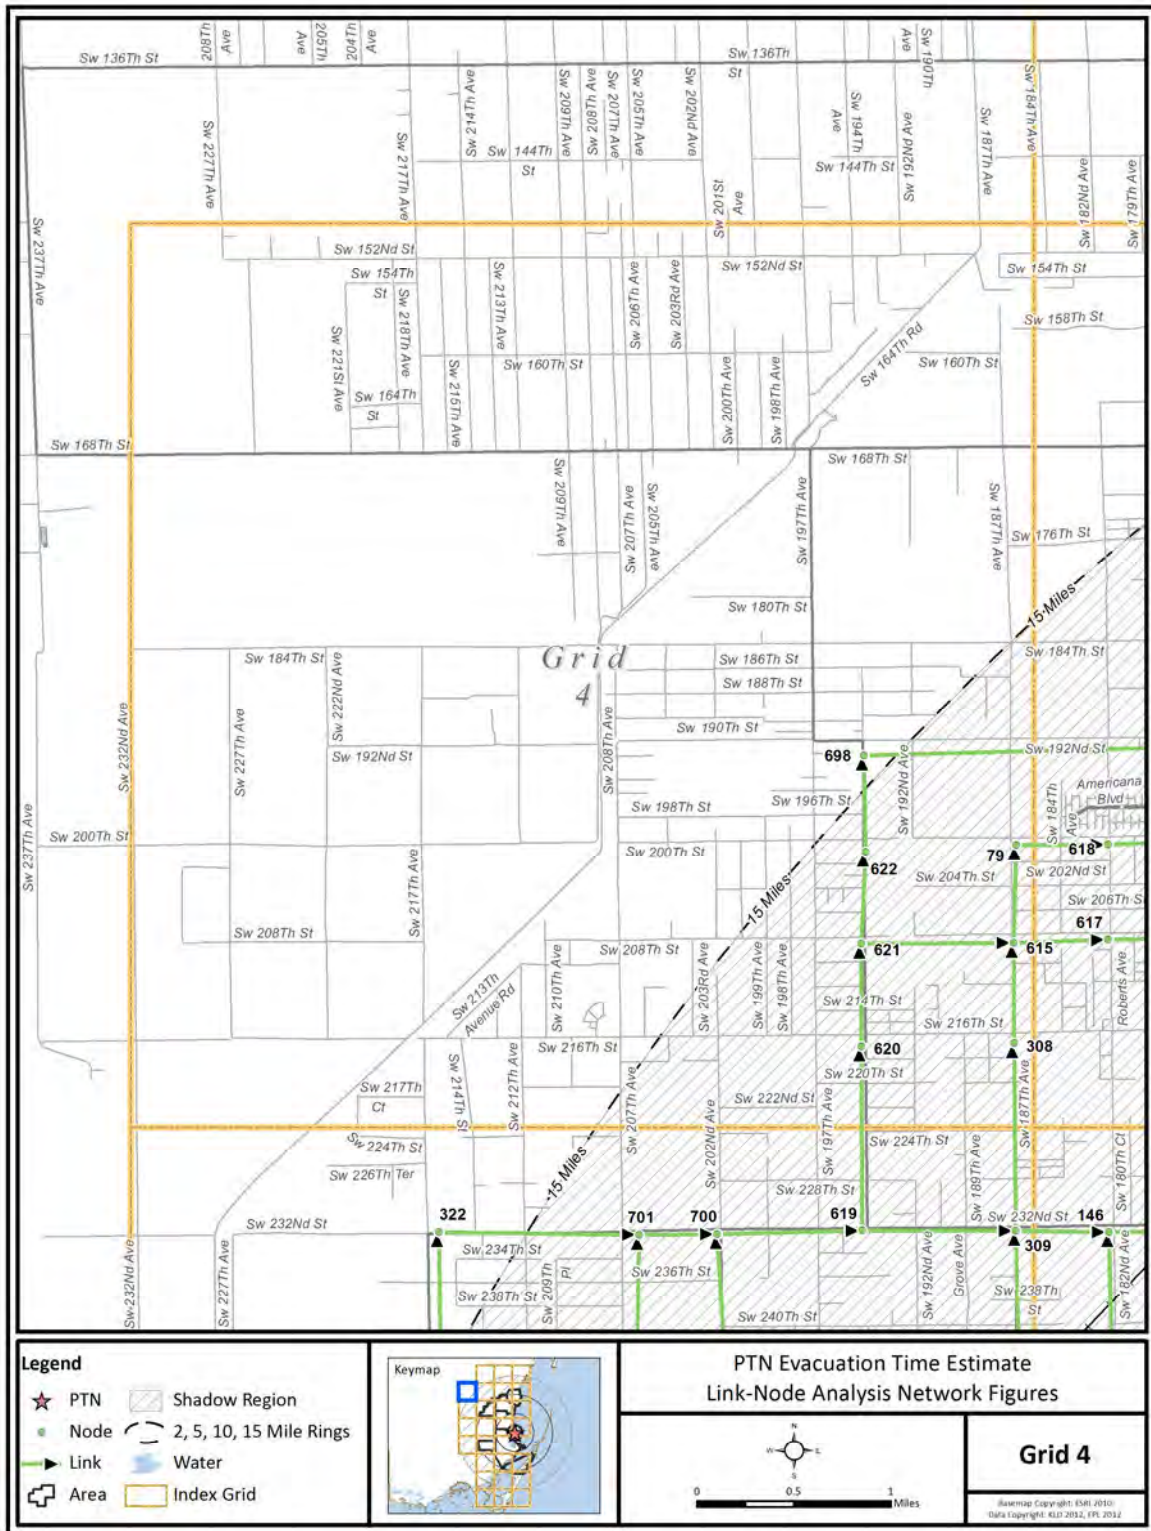 208Th
Ave
205Th
Ave
204Th
Ave
Sw 136Th St
Sw 136Th
St
Ave
Sw 190Th
Sw 227Th Ave
Sw 217Th Ave
Sw 214Th Ave
Sw 209Th Ave
Sw 208Th Ave
Sw 207Th Ave
Sw 205Th Ave
Sw 202Nd Ave
Ave
Sw 194Th
Sw 192Nd Ave
Sw 187Th Ave
Sw 184Th Ave
Sw 144Th
St
Sw 144Th St
Sw 182Nd Ave
Sw 179Th Ave
Sw 201St
Ave
Sw 237Th Ave
Sw 152Nd St
Sw 152Nd St
Sw 154Th
St
Sw 154Th St
Sw 218Th Ave
Sw 213Th Ave
Sw 206Th Ave
Sw 203Rd Ave
Sw 158Th St
Sw 221St Ave
Sw 164Th
St
Sw 215Th Ave
Sw 160Th St
Sw 200Th Ave
Sw 198Th Ave
Sw 164Th Rd
Sw 160Th St
Sw 168Th St
Sw 168Th St
Sw 209Th Ave
Sw 207Th Ave
Sw 205Th Ave
Sw 197Th Ave
Sw 187Th Ave
Sw 176Th St
15 Miles
Sw 180Th St
Sw 184Th St
Grid
4
Sw 186Th St
Sw 184Th St
Sw 188Th St
Sw 190Th St
Sw 232Nd Ave
Sw 227Th Ave
Sw 222Nd Ave
Sw 192Nd St
Sw 208Th Ave
698
Sw 192Nd Ave
Sw 192Nd St
Sw 196Th St
Sw 198Th St
Sw 184Th
Ave
Americana
Blvd
Sw 237Th Ave
Sw 200Th St
Sw 200Th St
622
79
618
Sw 202Nd St
Sw 204Th St
Sw 206Th St
Sw 217Th Ave
15 Miles
617
Sw 208Th St
Sw 208Th St
621
615
Sw 213Th
Avenue Rd
Sw 210Th Ave
Sw 203Rd Ave
Sw 199Th Ave
Sw 198Th Ave
Sw 214Th St
Roberts Ave
Sw 216Th St
Sw 216Th St
620
308
Sw 220Th St
Sw 217Th
Ct
Sw 214Th St
Sw 212Th Ave
Sw 207Th Ave
Sw 202Nd Ave
Sw 222Nd St
Sw 197Th Ave
Sw 187Th Ave
Sw 224Th St
Sw 224Th St
Sw 226Th Ter
15 Miles
Sw 228Th St
Sw 189Th Ave
Sw 180Th Ct
322
701
700
619
Sw 232Nd St
146
Sw 232Nd St
309
Sw 234Th St
Sw 236Th St
Sw 232Nd Ave
Sw 227Th Ave
Sw 238Th St
Sw 209Th
Pl
Sw 240Th St
Sw 192Nd Ave
Grove Ave
Sw 238Th
St
Sw 182Nd Ave
Legend
PTN
Shadow Region
Node
2, 5, 10, 15 Mile Rings
Link
Water
Area
Index Grid
Keymap
PTN Evacuation Time Estimate
Link-Node Analysis Network Figures
N
W
E
S
0
0.5
1
Miles
Grid 4
Basemap Copyright: ESRI 2010
Data Copyright: KLD 2012, FPL 2012